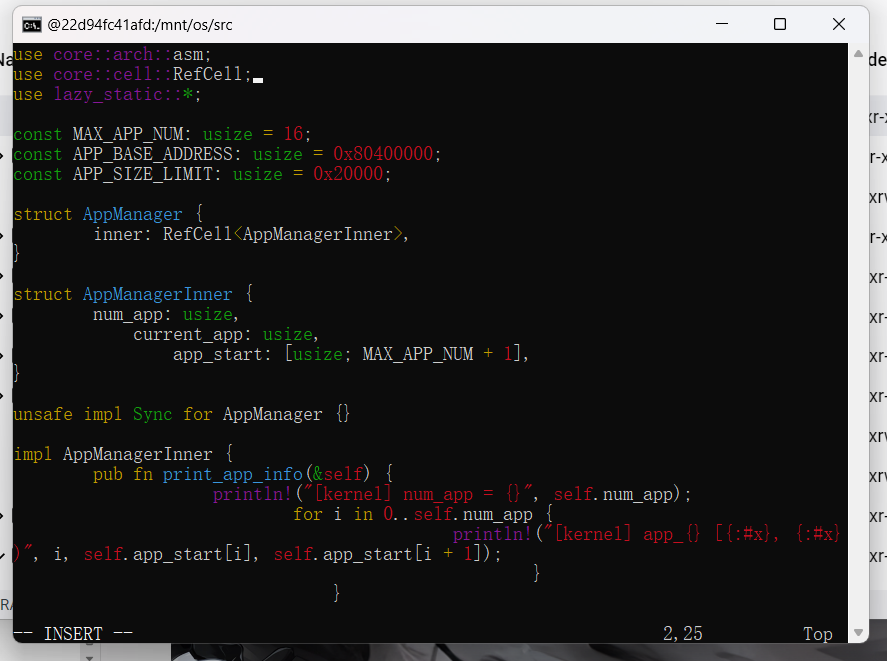 @22d94fc41afd:/mnt/os/src
use core::arch::asm;
use core::cell::RefCell;
use lazy_static::*;
const MAX_APP_NUM: usize = 16;
const APP_BASE_ADDRESS: usize = 0x80400000;
const APP_SIZE_LIMIT: usize = 0x20000;
struct AppManager {
inner: RefCell<AppManagerInner>,
}
struct AppManagerInner {
num_app: usize,
current_app: usize,
app_start: [usize; MAX_APP_NUM + 1],
}
unsafe impl Sync for AppManager {}
impl AppManagerInner {
pub fn print_app_info(&self) {
println!("[kernel] num_app = {}", self.num_app);
for i in 0..self.num_app {
println!("[kernel] app_{} [{:#x}, {:#x}
)", i, self.app_start[i], self.app_start[i + 1]);
}
}
-- INSERT -- 2,25 Top